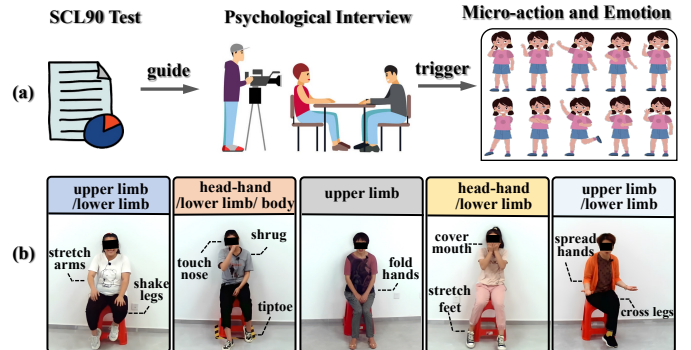 SCL90 Test
Psychological Interview
Micro-action and Emotion
(a)
guide
trigger
(b)
upper limb
/lower limb
head-hand
/lower limb/ body
upper limb
head-hand
/lower limb
upper limb
/lower limb
stretch
arms
shake
legs
touch
nose
shrug
tiptoe
fold
hands
cover
mouth
stretch
feet
spread
hands
cross legs